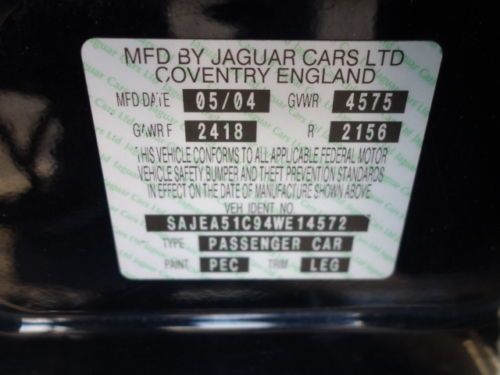 MFD BY JAGUAR CARS LTD
COVENTRY ENGLAND
MFD DATE 05/04 GVWR 4575
GAWR F 2418 R 2156
THIS VEHICLE CONFORMS TO ALL APPLICABLE FEDERAL MOTOR
VEHICLE SAFETY BUMPER AND THEFT PREVENTION STANDARDS
IN EFFECT ON THE DATE OF MANUFACTURE SHOWN ABOVE.
VEH IDENT NO.
SAJEA51C94WE14572
TYPE PASSENGER CAR
PAINT PEC TRIM LEG